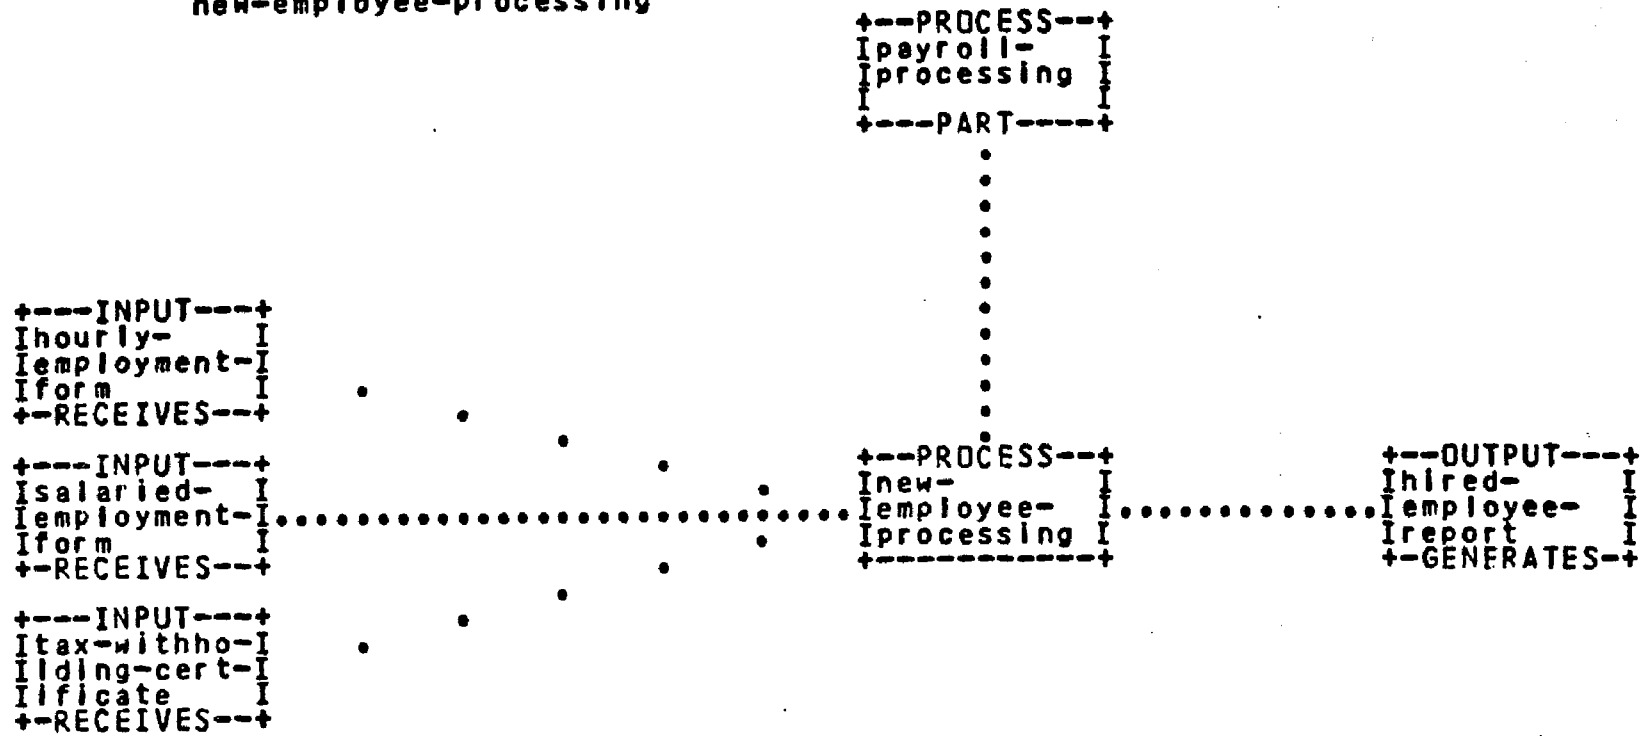 new-employee-processing
+--PROCESS--+
Ipayroll-   I
Iprocessing I
I           I
+---PART----+
+---INPUT---+
Ihourly-    I
Iemployment-I
Iform       I
+-RECEIVES--+
+---INPUT---+
Isalaried-  I
Iemployment-I
Iform       I
+-RECEIVES--+
+---INPUT---+
Itax-withho-I
Ilding-cert-I
Iificate    I
+-RECEIVES--+
+--PROCESS--+
Inew-       I
Iemployee-  I
Iprocessing I
+-----------+
+--OUTPUT---+
Ihired-     I
Iemployee-  I
Ireport     I
+-GENERATES-+